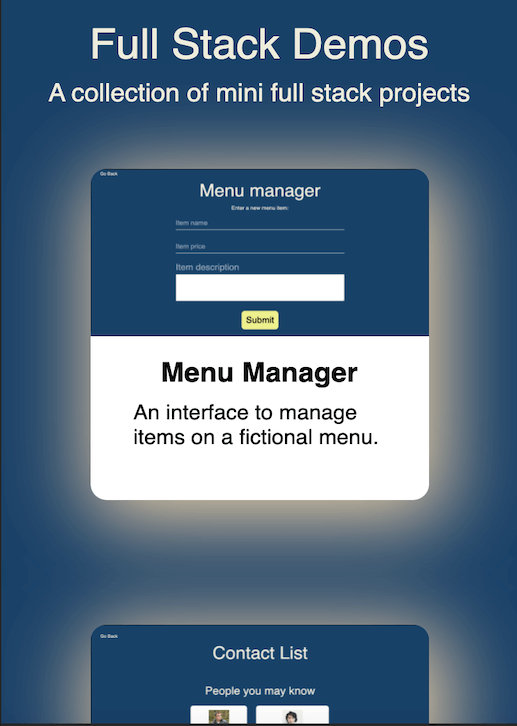 Full Stack Demos
A collection of mini full stack projects
Go Back
Menu manager
Enter a new menu item:
Item name
Item price
Item description
Submit
Menu Manager
An interface to manage
items on a fictional menu.
Go Back
Contact List
People you may know